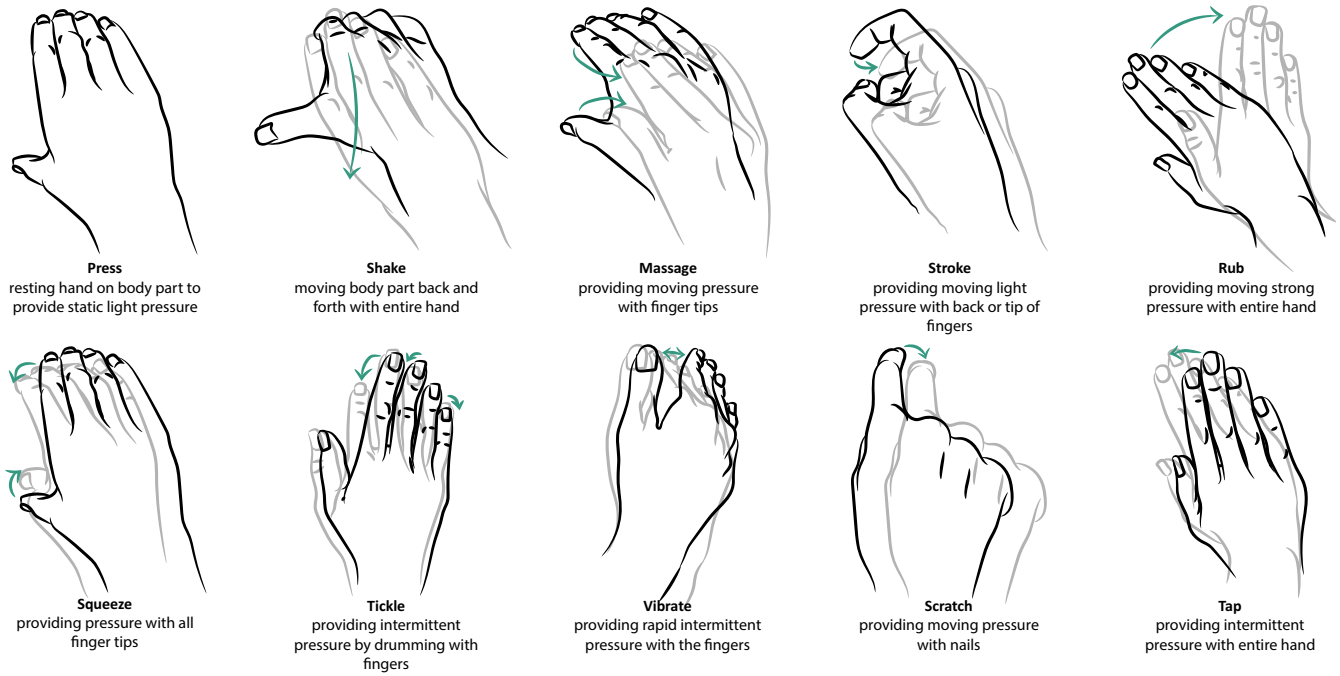 Press
resting hand on body part to
provide static light pressure
Shake
moving body part back and
forth with entire hand
Massage
providing moving pressure
with finger tips
Stroke
providing moving light
pressure with back or tip of
fingers
Rub
providing moving strong
pressure with entire hand
Squeeze
providing pressure with all
finger tips
Tickle
providing intermittent
pressure by drumming with
fingers
Vibrate
providing rapid intermittent
pressure with the fingers
Scratch
providing moving pressure
with nails
Tap
providing intermittent
pressure with entire hand